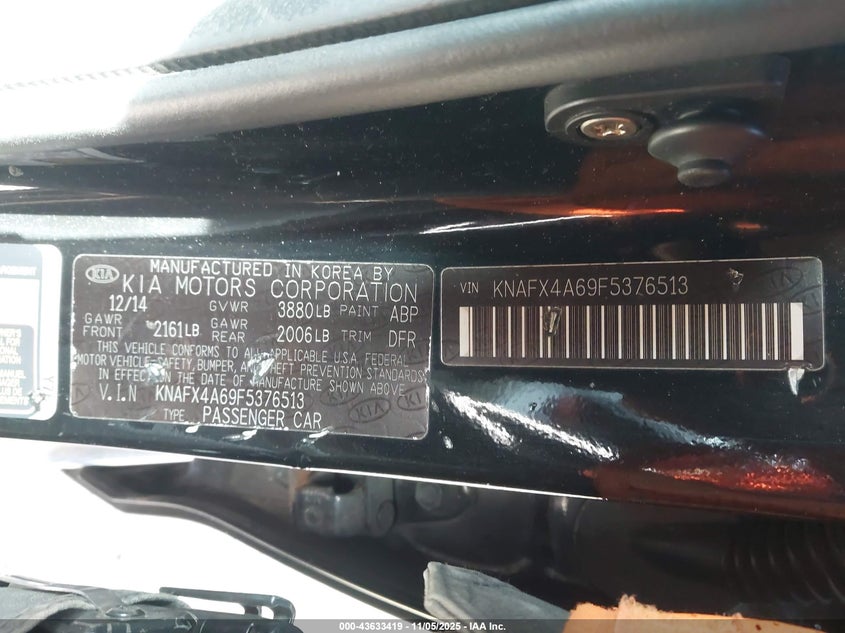 MANUFACTURED IN KOREA BY
KIA
KIA MOTORS CORPORATION
12/14 GVWR 3880LB PAINT ABP
GAWR FRONT 2161LB GAWR REAR 2006LB TRIM DFR
THIS VEHICLE CONFORMS TO ALL APPLICABLE U.S.A. FEDERAL
MOTOR VEHICLE SAFETY, BUMPER, AND THEFT PREVENTION STANDARDS
IN EFFECT ON THE DATE OF MANUFACTURE SHOWN ABOVE
V.I.N KNAFX4A69F5376513
TYPE: PASSENGER CAR
VIN KNAFX4A69F5376513
000-43633419 - 11/05/2025 - IAA Inc.